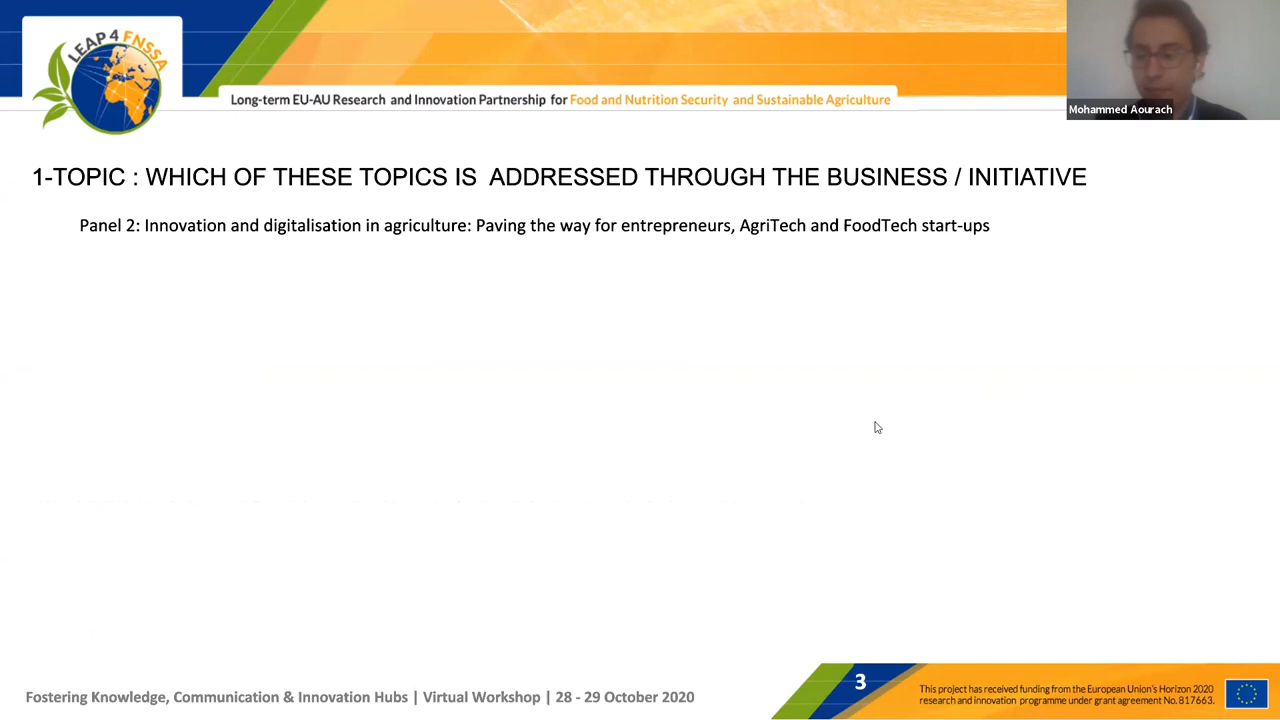 LEAP 4 FNSSA
Long-term EU-AU Research and Innovation Partnership for Food and Nutrition Security and Sustainable Agriculture
Mohammed Aourach
1-TOPIC : WHICH OF THESE TOPICS IS ADDRESSED THROUGH THE BUSINESS / INITIATIVE
Panel 2: Innovation and digitalisation in agriculture: Paving the way for entrepreneurs, AgriTech and FoodTech start-ups
Fostering Knowledge, Communication & Innovation Hubs | Virtual Workshop | 28 - 29 October 2020
3
This project has received funding from the European Union's Horizon 2020
research and innovation programme under grant agreement No. 817663.